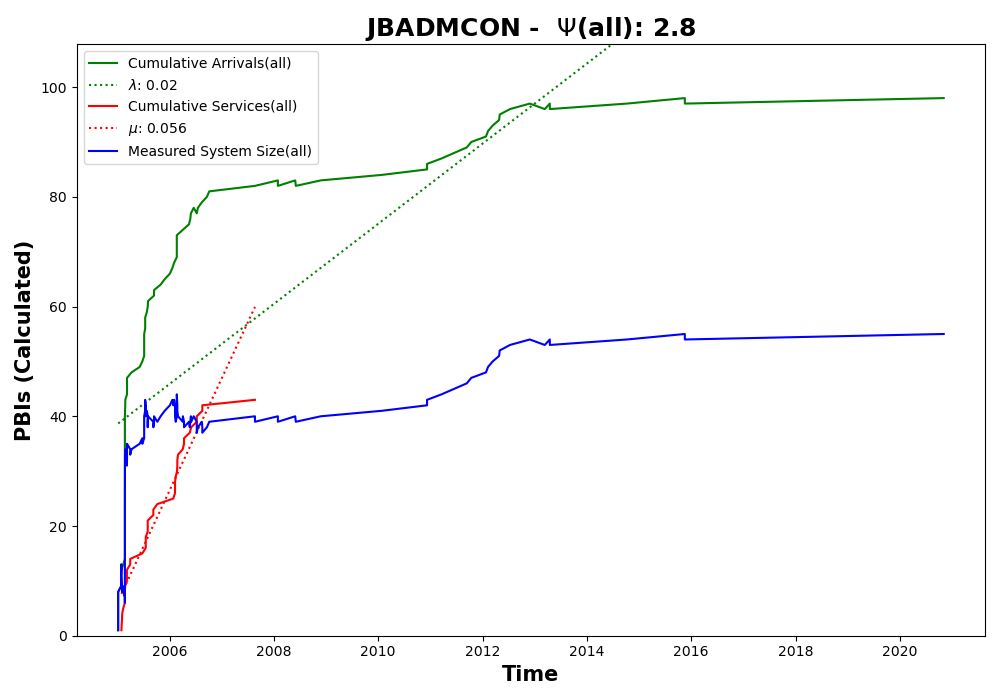 JBADMCON -  Ψ(all): 2.8
Cumulative Arrivals(all)
λ: 0.02
Cumulative Services(all)
μ: 0.056
Measured System Size(all)
PBIs (Calculated)
100
80
60
40
20
0
2006 2008 2010 2012 2014 2016 2018 2020
Time